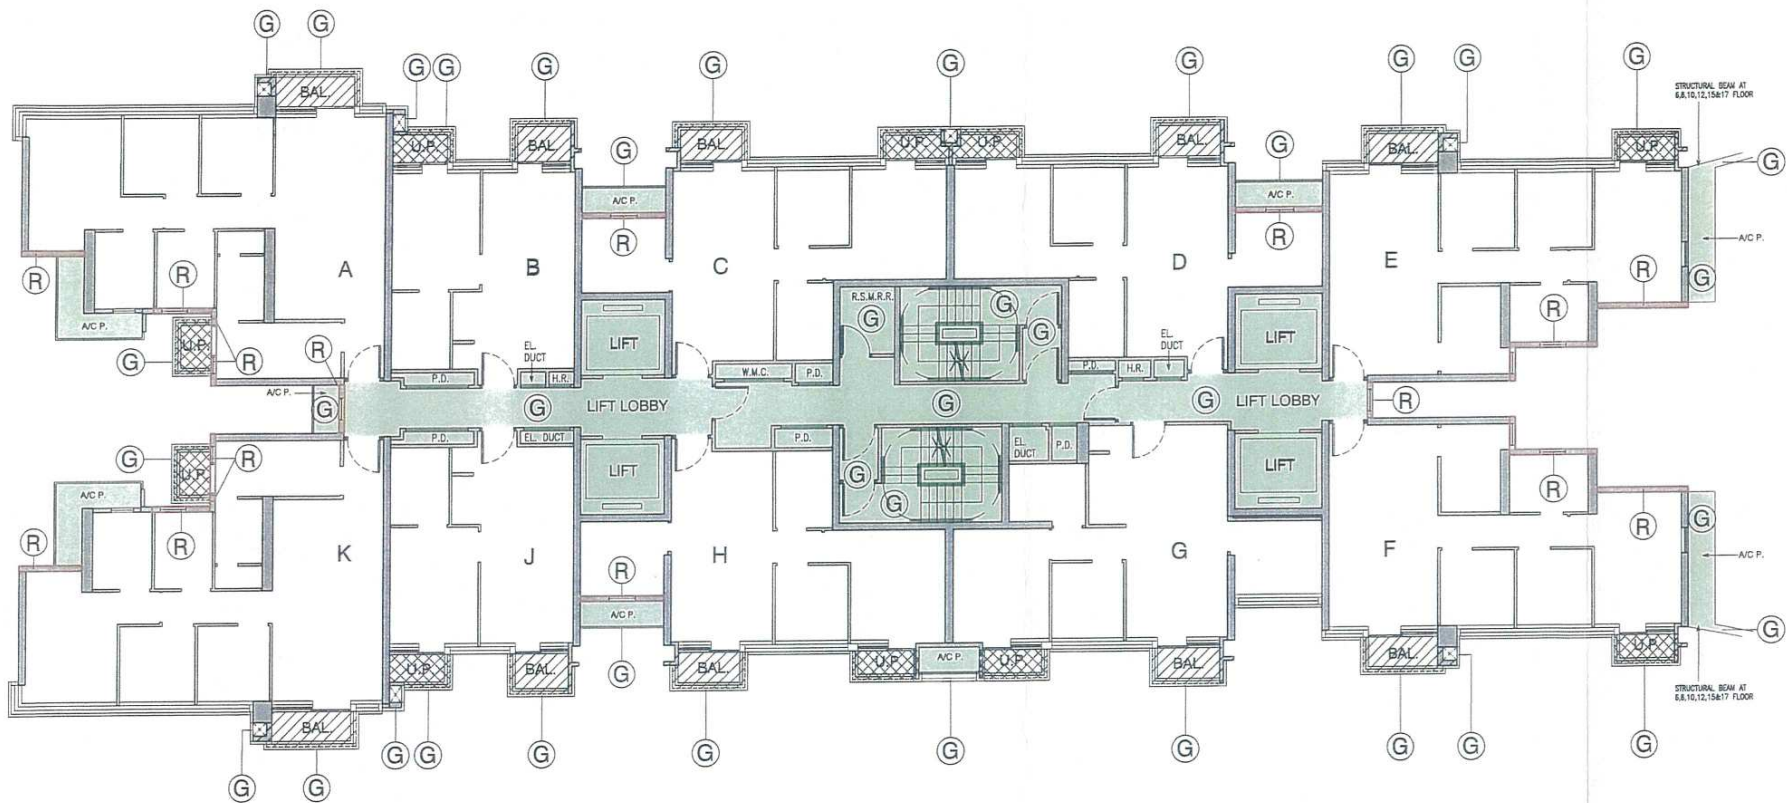 G
G
G
G
G
G
G
G
G
G
G
STRUCTURAL BEAM AT
6,8,10,12,15&17 FLOOR
BAL.
U.P.
BAL.
BAL.
U.P.
U.P.
BAL.
BAL.
U.P.
G
G
G
A/C P.
A/C P.
R
R
A/C P.
A
B
C
D
E
R
R
G
R
A/C P.
R.S.M.R.R.
G
G
G
R
G
U.P.
R
R
LIFT
EL.
DUCT
W.M.C.
P.D.
P.D.
H.R.
EL.
DUCT
LIFT
A/C P.
G
P.D.
H.R.
G
LIFT LOBBY
G
G
LIFT LOBBY
R
P.D.
EL. DUCT
P.D.
EL.
DUCT
P.D.
G
U.P.
R
LIFT
G
G
LIFT
R
A/C P.
R
R
R
G
K
J
H
G
F
A/C P.
R
A/C P.
G
G
U.P.
BAL.
BAL.
U.P.
A/C P.
U.P.
BAL.
BAL.
U.P.
G
BAL.
G
STRUCTURAL BEAM AT
6,8,10,12,15&17 FLOOR
G
G
G
G
G
G
G
G
G
G
G